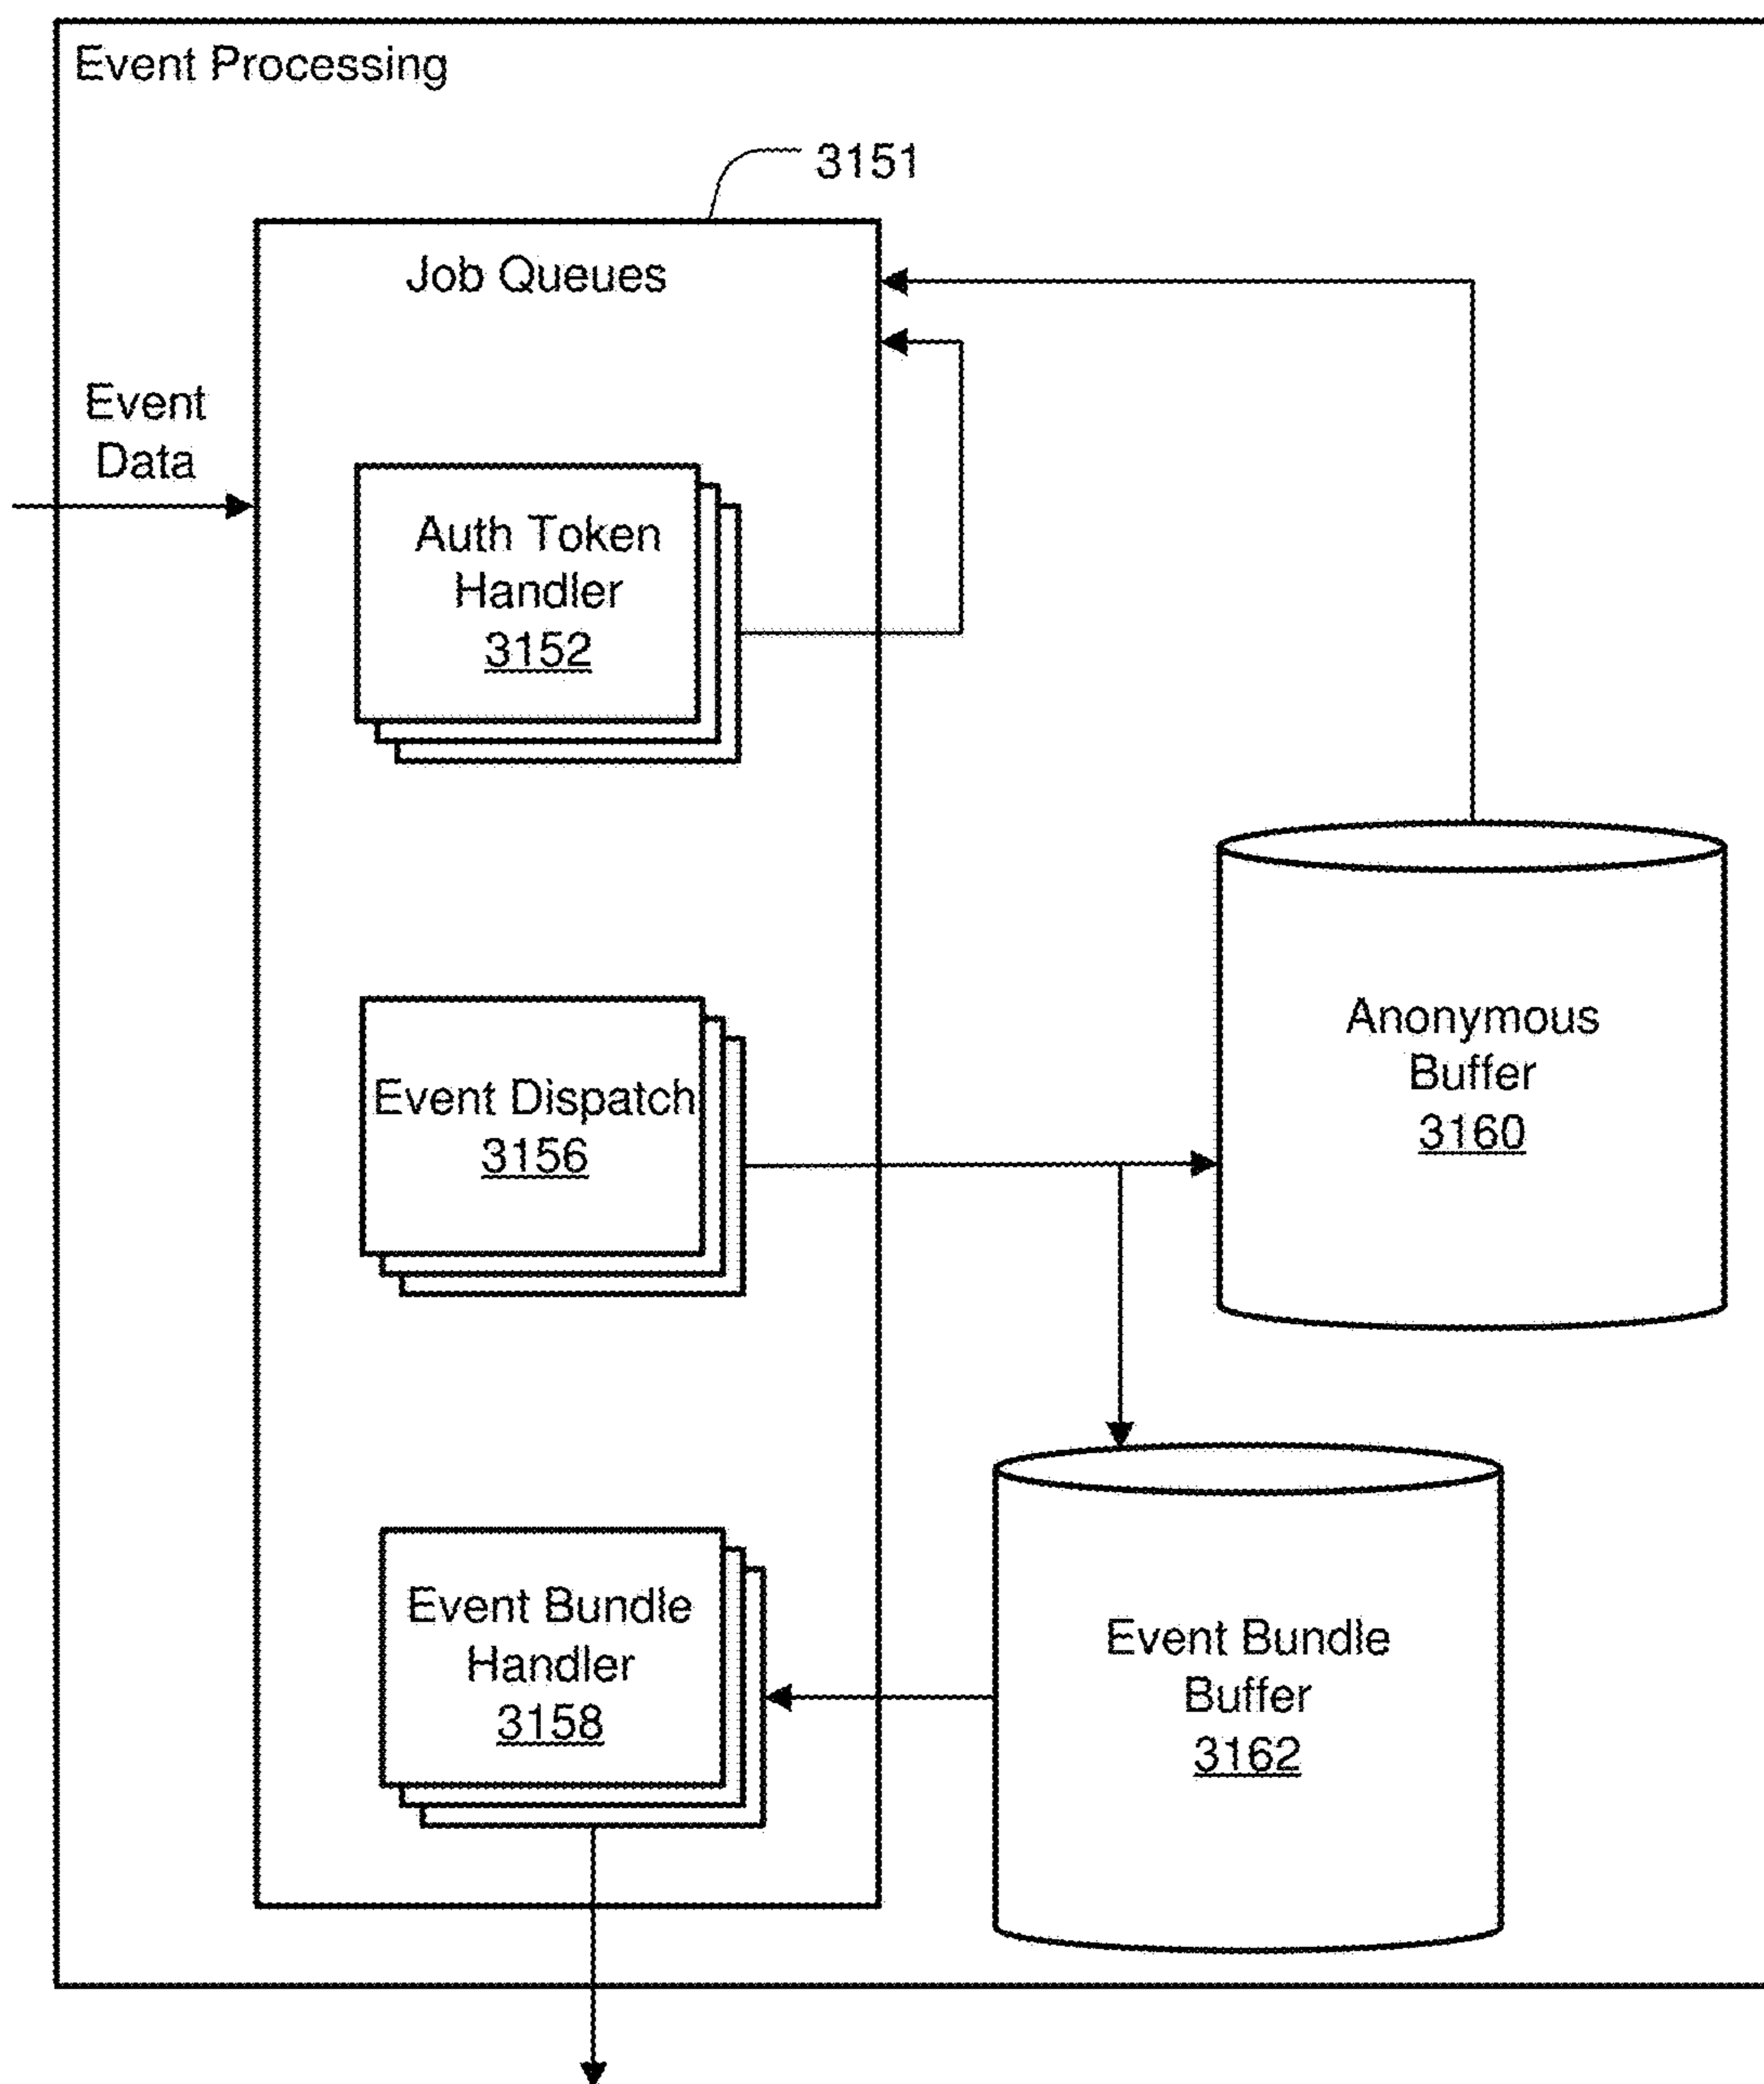 Event Processing
3151
Job Queues
Event
Data
Auth Token
Handler
3152
Anonymous
Buffer
3160
Event Dispatch
3156
Event Bundle
Handler
3158
Event Bundle
Buffer
3162